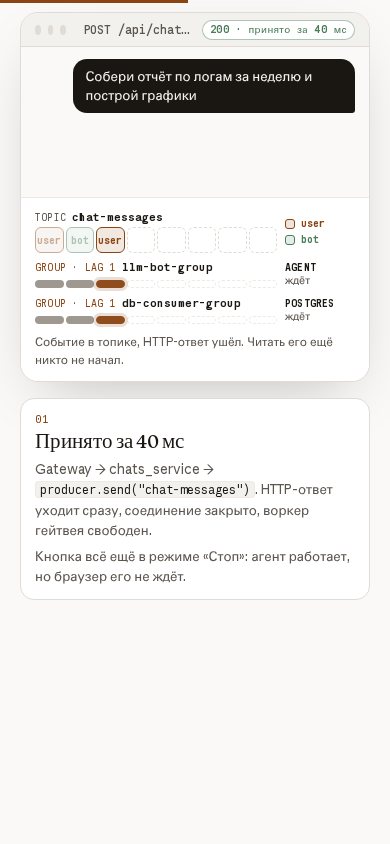 POST /api/chat… 200 · принято за 40 мс
Собери отчёт по логам за неделю и
построй графики
TOPIC chat-messages
user bot user
user
bot
GROUP · LAG 1 llm-bot-group
AGENT
ждёт
GROUP · LAG 1 db-consumer-group
POSTGRES
ждёт
Событие в топике, HTTP-ответ ушёл. Читать его ещё
никто не начал.
01
Принято за 40 мс
Gateway → chats_service →
producer.send("chat-messages"). HTTP-ответ
уходит сразу, соединение закрыто, воркер
гейтвея свободен.
Кнопка всё ещё в режиме «Стоп»: агент работает,
но браузер его не ждёт.